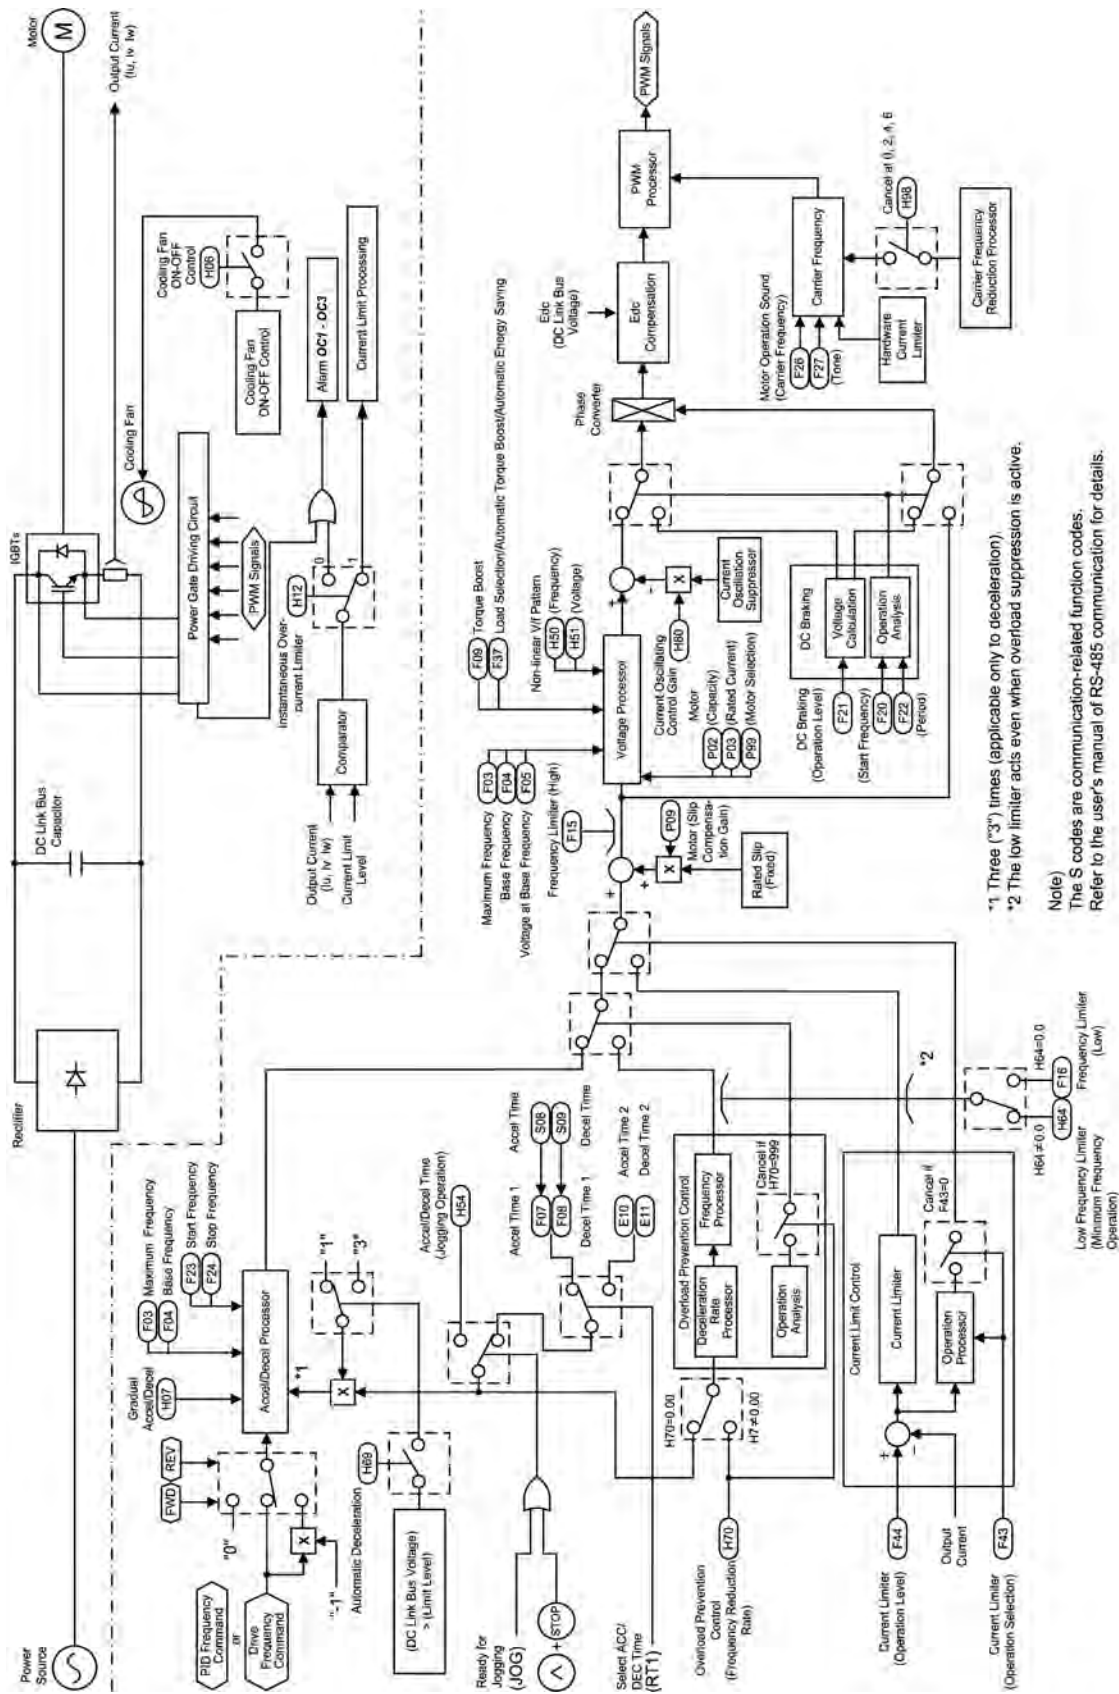 Power
Source
Rectifier
DC Link Bus
Capacitor
IGBTs
Motor
M
Output Current
(Iu, Iv Iw)
Cooling Fan
Cooling Fan
ON-OFF
Control
H06
Cooling Fan
ON-OFF Control
Power Gate Driving Circuit
PWM Signals
Alarm OC1 - OC3
Current Limit Processing
Instantaneous Over-
current Limiter
H12
0
1
Comparator
Output Current
(Iu, Iv Iw)
Current Limit
Level
PID Frequency
Command
or
Drive
Frequency
Command
FWD
REV
"0"
"-1"
X
Gradual
Accel/Decel
H07
Maximum Frequency
Base Frequency
F03
F04
F23
F24
Start Frequency
Stop Frequency
Accel/Decel Processor
*1
X
"1"
"3"
Automatic Deceleration
H69
(DC Link Bus Voltage)
> (Limit Level)
Accel/Decel Time
(Jogging Operation)
H54
Ready for
Jogging
(JOG)
+
STOP
Select ACC/
DEC Time
(RT1)
Accel Time 1
F07
F08
Decel Time 1
Accel Time
S08
S09
Decel Time
E10
E11
Accel Time 2
Decel Time 2
Overload Prevention
Control
(Frequency Reduction
Rate)
H70
H70=0.00
H7≠0.00
Overload Prevention Control
Deceleration
Rate
Processor
Frequency
Processor
Operation
Analysis
Cancel if
H70=999
Current Limiter
(Operation Level)
F44
Output
Current
Current Limiter
(Operation Selection)
F43
+
-
Current Limit Control
Current Limiter
Operation
Processor
Cancel if
F43=0
*2
H64≠0.0
H64=0.0
H64
F16
Low Frequency Limiter
(Minimum Frequency
Operation)
Frequency Limiter
(Low)
Maximum Frequency
Base Frequency
Voltage at Base Frequency
F03
F04
F05
Frequency Limiter (High)
F15
+
+
X
P09
Motor (Slip
Compensa-
tion Gain)
Rated Slip
(Fixed)
F09
F37
Torque Boost
Load Selection/Automatic Torque Boost/Automatic Energy Saving
Non-linear V/f Pattern
H50
H51
(Frequency)
(Voltage)
Voltage Processor
Motor
P02
P03
P99
(Capacity)
(Rated Current)
(Motor Selection)
Current Oscillating
Control Gain
H80
X
Current
Oscillation
Suppresser
+
-
DC Braking
(Operation Level)
F21
(Start Frequency)
F20
F22
(Period)
DC Braking
Voltage
Calculation
Operation
Analysis
Phase
Converter
Edc
(DC Link Bus
Voltage)
Edc
Compensation
PWM
Processor
PWM Signals
Motor Operation Sound
(Carrier Frequency)
F26
F27
(Tone)
Carrier Frequency
Hardware
Current
Limiter
H98
Carrier Frequency
Reduction Processor
*1 Three ("3") times (applicable only to deceleration).
*2 The low limiter acts even when overload suppression is active.
Note)
The S codes are communication-related function codes.
Refer to the user's manual of RS-485 communication for details.